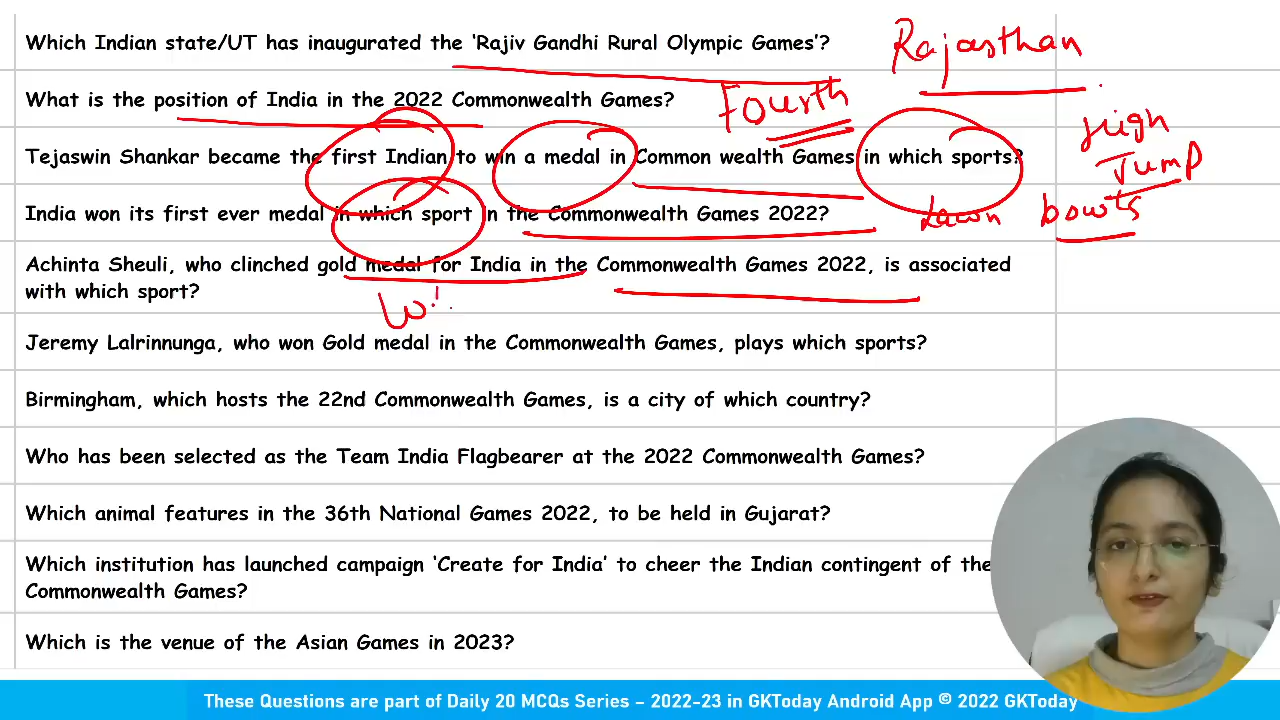 Which Indian state/UT has inaugurated the ‘Rajiv Gandhi Rural Olympic Games’?
Rajasthan
What is the position of India in the 2022 Commonwealth Games?
Fourth
Tejaswin Shankar became the first Indian to win a medal in Common wealth Games in which sports?
High
Jump
India won its first ever medal in which sport in the Commonwealth Games 2022?
Lawn bowls
Achinta Sheuli, who clinched gold medal for India in the Commonwealth Games 2022, is associated
with which sport?
Jeremy Lalrinnunga, who won Gold medal in the Commonwealth Games, plays which sports?
Birmingham, which hosts the 22nd Commonwealth Games, is a city of which country?
Who has been selected as the Team India Flagbearer at the 2022 Commonwealth Games?
Which animal features in the 36th National Games 2022, to be held in Gujarat?
Which institution has launched campaign ‘Create for India’ to cheer the Indian contingent of the
Commonwealth Games?
Which is the venue of the Asian Games in 2023?
These Questions are part of Daily 20 MCQs Series – 2022-23 in GKToday Android App © 2022 GKToday